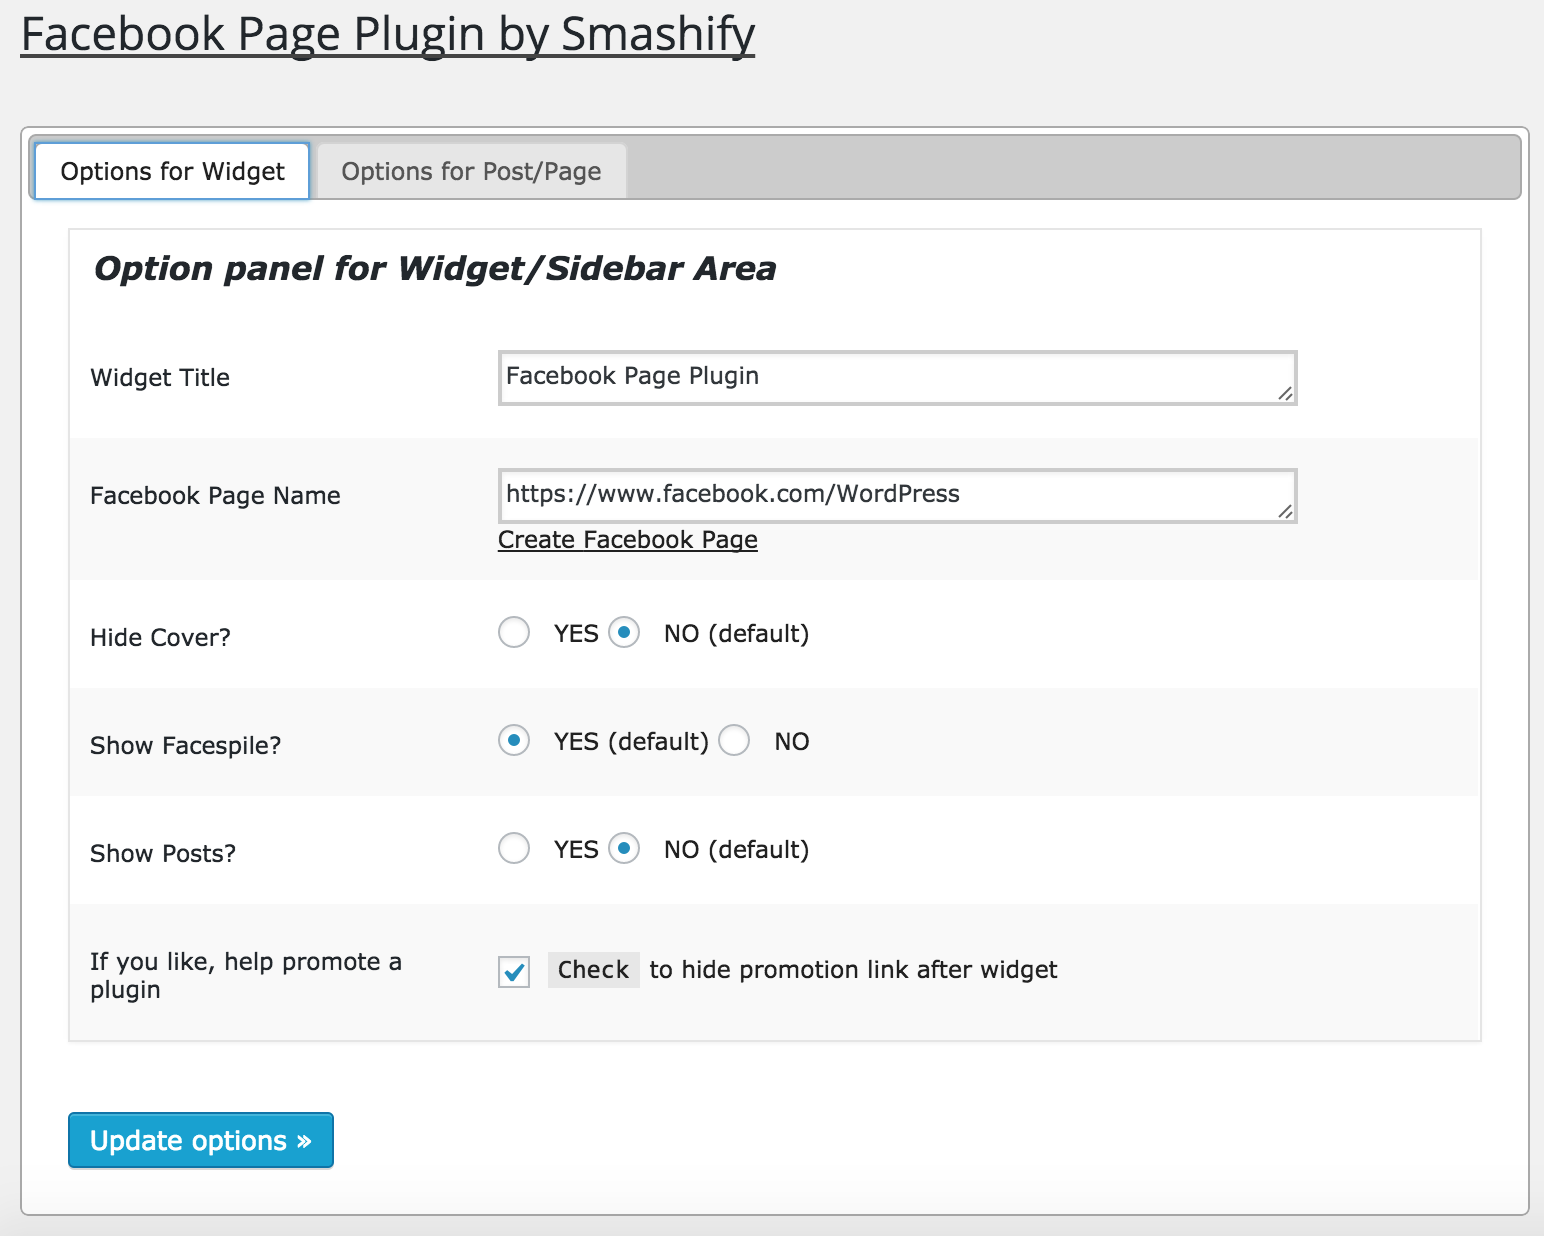 Facebook Page Plugin by Smashify
Options for Widget
Options for Post/Page
Option panel for Widget/Sidebar Area
Widget Title
Facebook Page Plugin
Facebook Page Name
https://www.facebook.com/WordPress
Create Facebook Page
Hide Cover?
YES NO (default)
Show Facespile?
YES (default) NO
Show Posts?
YES NO (default)
If you like, help promote a
plugin
Check to hide promotion link after widget
Update options »